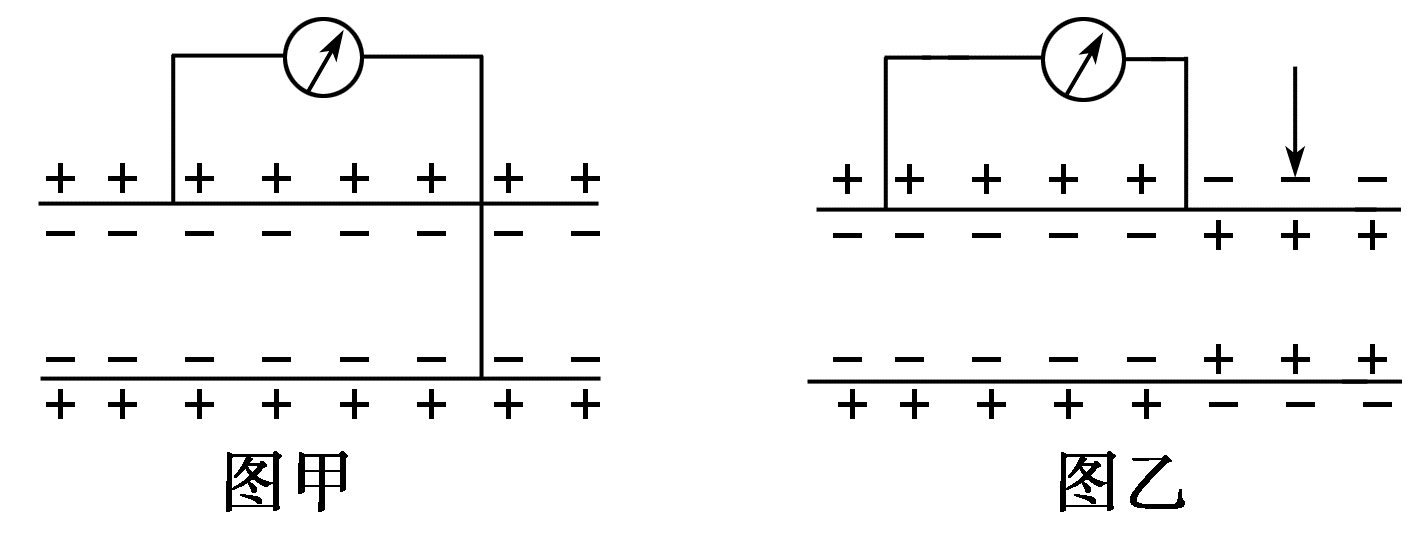 + + + + + + + +
− − − − − − − −
− − − − − − − −
+ + + + + + + +
图甲
+ + + + + − − −
− − − − − + + +
− − − − − + + +
+ + + + + − − −
图乙